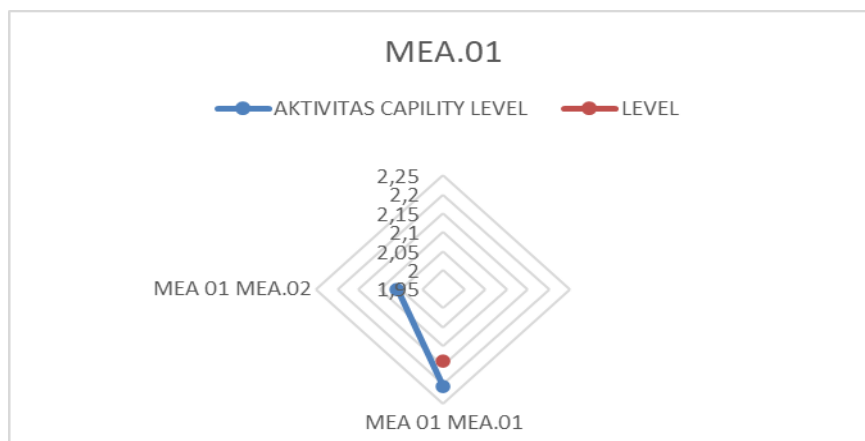 MEA.01
AKTIVITAS CAPILITY LEVEL LEVEL
2,25
2,2
2,15
2,1
2,05
2
1,95
MEA 01 MEA.02
MEA 01 MEA.01